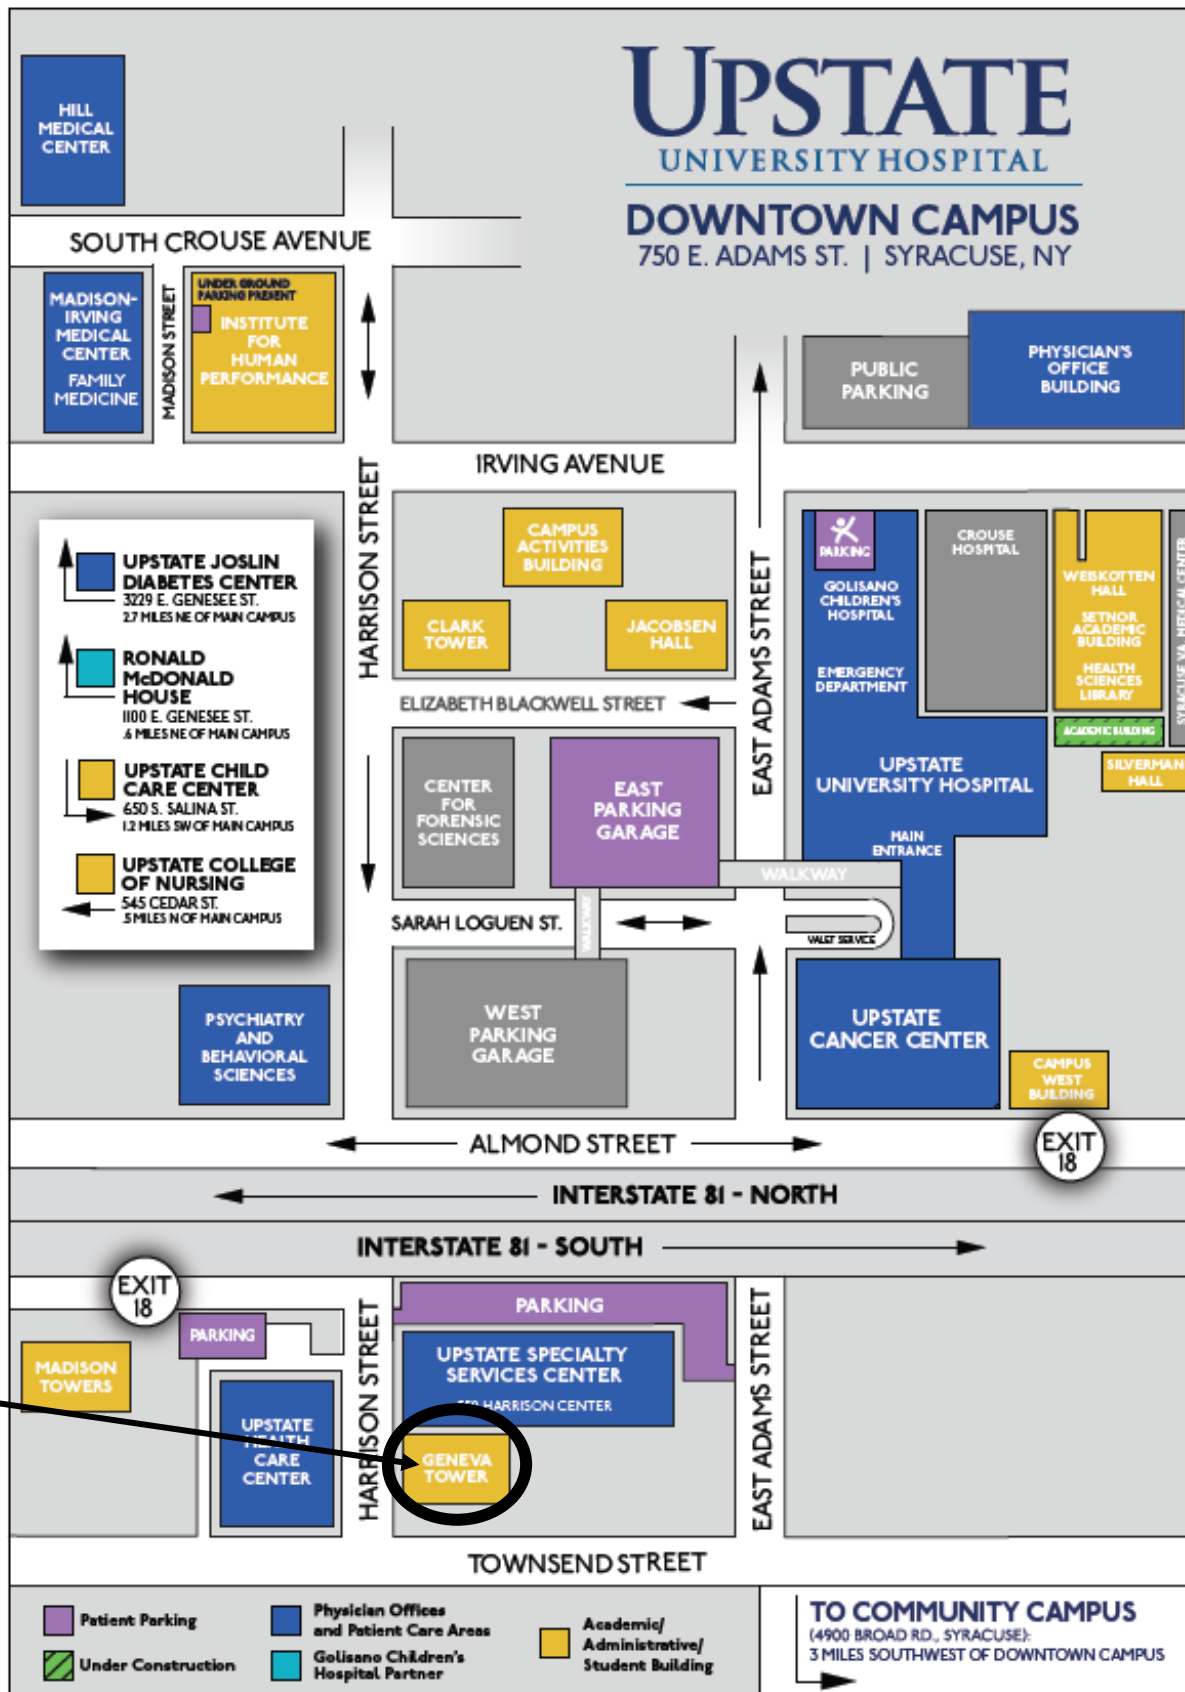 UPSTATE
UNIVERSITY HOSPITAL
DOWNTOWN CAMPUS
750 E. ADAMS ST. | SYRACUSE, NY
HILL
MEDICAL
CENTER
SOUTH CROUSE AVENUE
MADISON-
IRVING
MEDICAL
CENTER
FAMILY
MEDICINE
MADISON STREET
UNDER GROUND
PARKING PRESENT
INSTITUTE
FOR
HUMAN
PERFORMANCE
PUBLIC
PARKING
PHYSICIAN'S
OFFICE
BUILDING
IRVING AVENUE
HARRISON STREET
EAST ADAMS STREET
UPSTATE JOSLIN
DIABETES CENTER
3229 E. GENESEE ST.
2.7 MILES NE OF MAIN CAMPUS
RONALD
McDONALD
HOUSE
1100 E. GENESEE ST.
.6 MILES NE OF MAIN CAMPUS
UPSTATE CHILD
CARE CENTER
650 S. SALINA ST.
1.2 MILES SW OF MAIN CAMPUS
UPSTATE COLLEGE
OF NURSING
545 CEDAR ST.
.5 MILES N OF MAIN CAMPUS
CAMPUS
ACTIVITIES
BUILDING
CLARK
TOWER
JACOBSEN
HALL
PARKING
GOLISANO
CHILDREN'S
HOSPITAL
EMERGENCY
DEPARTMENT
CROUSE
HOSPITAL
WEISKOTTEN
HALL
SETNOR
ACADEMIC
BUILDING
HEALTH
SCIENCES
LIBRARY
SYRACUSE VA MEDICAL CENTER
ACADEMIC BUILDING
SILVERMAN
HALL
ELIZABETH BLACKWELL STREET
CENTER
FOR
FORENSIC
SCIENCES
EAST
PARKING
GARAGE
UPSTATE
UNIVERSITY HOSPITAL
MAIN
ENTRANCE
WALKWAY
WALKWAY
SARAH LOGUEN ST.
VALET SERVICE
PSYCHIATRY
AND
BEHAVIORAL
SCIENCES
WEST
PARKING
GARAGE
UPSTATE
CANCER CENTER
CAMPUS
WEST
BUILDING
ALMOND STREET
EXIT
18
INTERSTATE 81 - NORTH
INTERSTATE 81 - SOUTH
EXIT
18
PARKING
PARKING
MADISON
TOWERS
HARRISON STREET
UPSTATE SPECIALTY
SERVICES CENTER
550 HARRISON CENTER
EAST ADAMS STREET
UPSTATE
HEALTH
CARE
CENTER
GENEVA
TOWER
TOWNSEND STREET
Patient Parking
Under Construction
Physician Offices
and Patient Care Areas
Golisano Children's
Hospital Partner
Academic/
Administrative/
Student Building
TO COMMUNITY CAMPUS
(4900 BROAD RD., SYRACUSE):
3 MILES SOUTHWEST OF DOWNTOWN CAMPUS